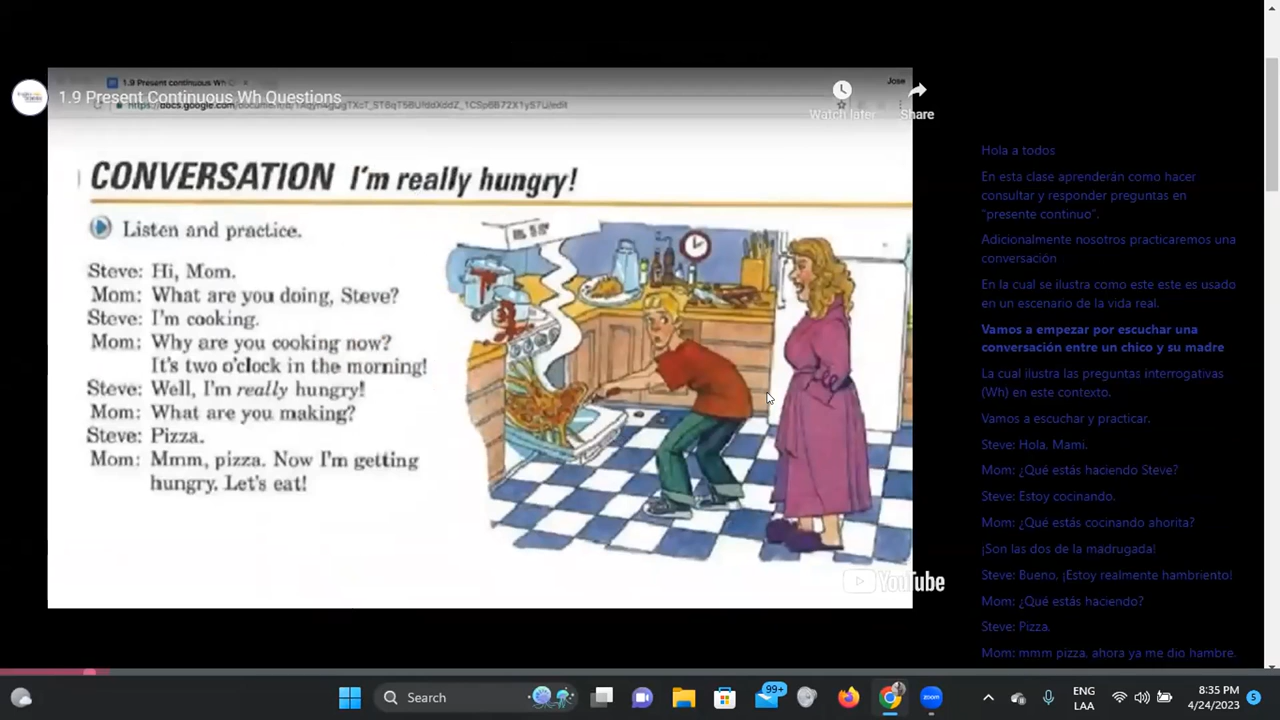 1.9 Present Continuous Wh Questions
Jose
Watch later
Share
CONVERSATION I'm really hungry!
Listen and practice.
Steve: Hi, Mom.
Mom: What are you doing, Steve?
Steve: I'm cooking.
Mom: Why are you cooking now?
It's two o'clock in the morning!
Steve: Well, I'm really hungry!
Mom: What are you making?
Steve: Pizza.
Mom: Mmm, pizza. Now I'm getting
hungry. Let's eat!
YouTube
Hola a todos
En esta clase aprenderán como hacer
consultar y responder preguntas en
"presente continuo".
Adicionalmente nosotros practicaremos una
conversación
En la cual se ilustra como este este es usado
en un escenario de la vida real.
Vamos a empezar por escuchar una
conversación entre un chico y su madre
La cual ilustra las preguntas interrogativas
(Wh) en este contexto.
Vamos a escuchar y practicar.
Steve: Hola, Mami.
Mom: ¿Qué estás haciendo Steve?
Steve: Estoy cocinando.
Mom: ¿Qué estás cocinando ahorita?
¡Son las dos de la madrugada!
Steve: Bueno, ¡Estoy realmente hambriento!
Mom: ¿Qué estás haciendo?
Steve: Pizza.
Mom: mmm pizza, ahora ya me dio hambre.
Search
99+
zoom
ENG
LAA
8:35 PM
4/24/2023
5